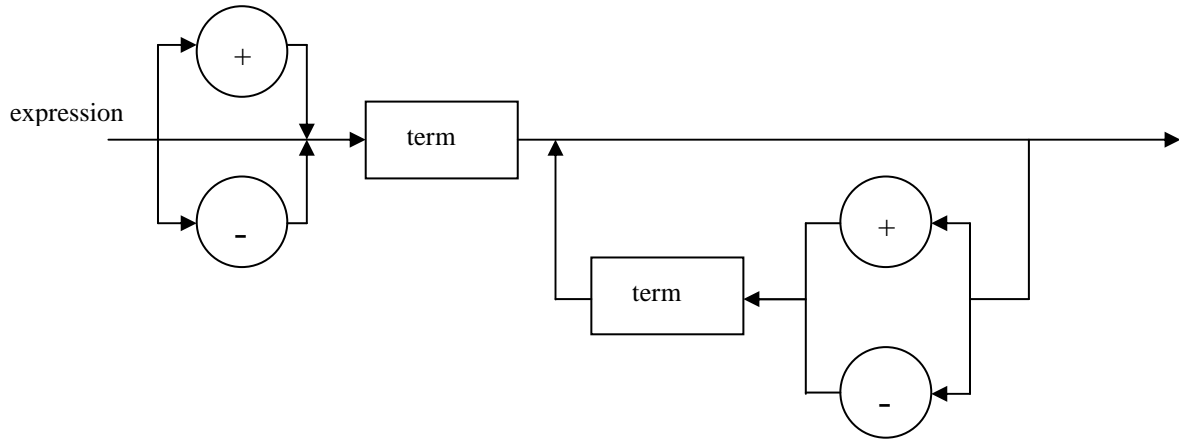 +
expression
term
-
+
term
-